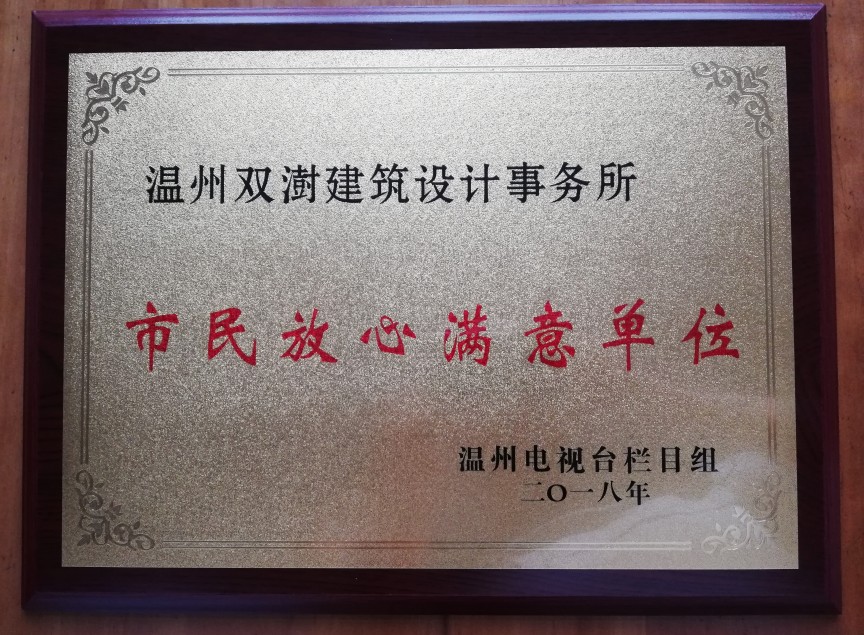 温州双澍建筑设计事务所
市民放心满意单位
温州电视台栏目组
二〇一八年